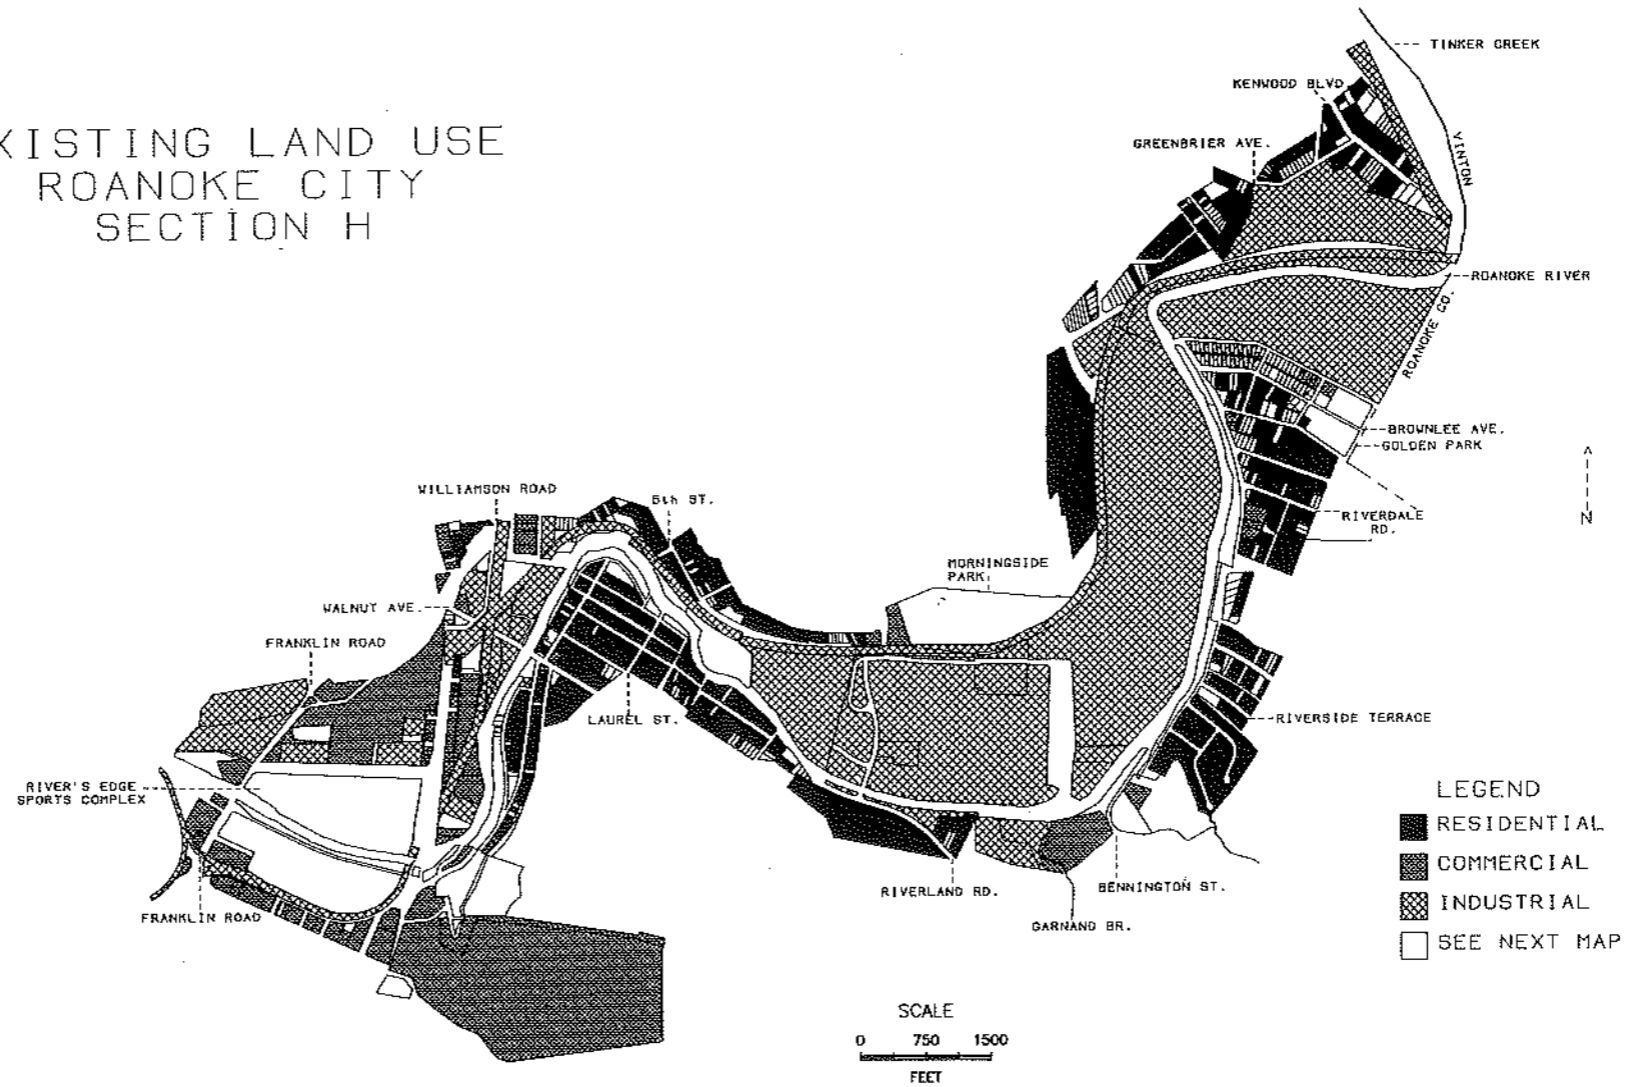 XISTING LAND USE
ROANOKE CITY
SECTION H
TINKER CREEK
KENWOOD BLVD
GREENBRIER AVE.
VINTON
ROANOKE RIVER
ROANOKE CO.
BROWNLEE AVE.
GOLDEN PARK
N
RIVERDALE
RD.
WILLIAMSON ROAD
6th ST.
MORNINGSIDE
PARK
WALNUT AVE.
FRANKLIN ROAD
LAUREL ST.
RIVERSIDE TERRACE
RIVER'S EDGE
SPORTS COMPLEX
LEGEND
RESIDENTIAL
COMMERCIAL
INDUSTRIAL
SEE NEXT MAP
RIVERLAND RD.
BENNINGTON ST.
GARNAND BR.
FRANKLIN ROAD
SCALE
0 750 1500
FEET